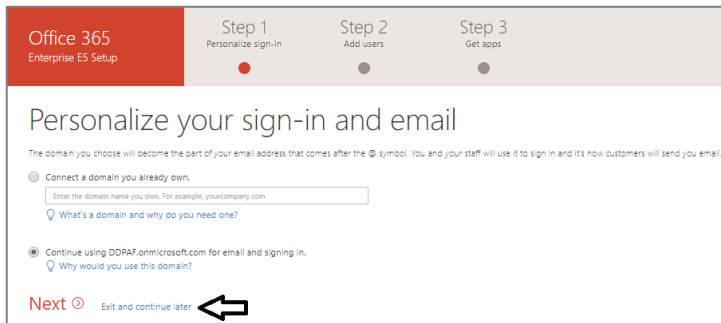 Office 365
Enterprise E5 Setup
Step 1
Personalize sign-in
Step 2
Add users
Step 3
Get apps
Personalize your sign-in and email
The domain you choose will become the part of your email address that comes after the @ symbol. You and your staff will use it to sign in and it's how customers will send you email.
Connect a domain you already own.
Enter the domain name you own. For example, yourcompany.com
What's a domain and why do you need one?
Continue using DDPAF.onmicrosoft.com for email and signing in.
Why would you use this domain?
Next
Exit and continue later